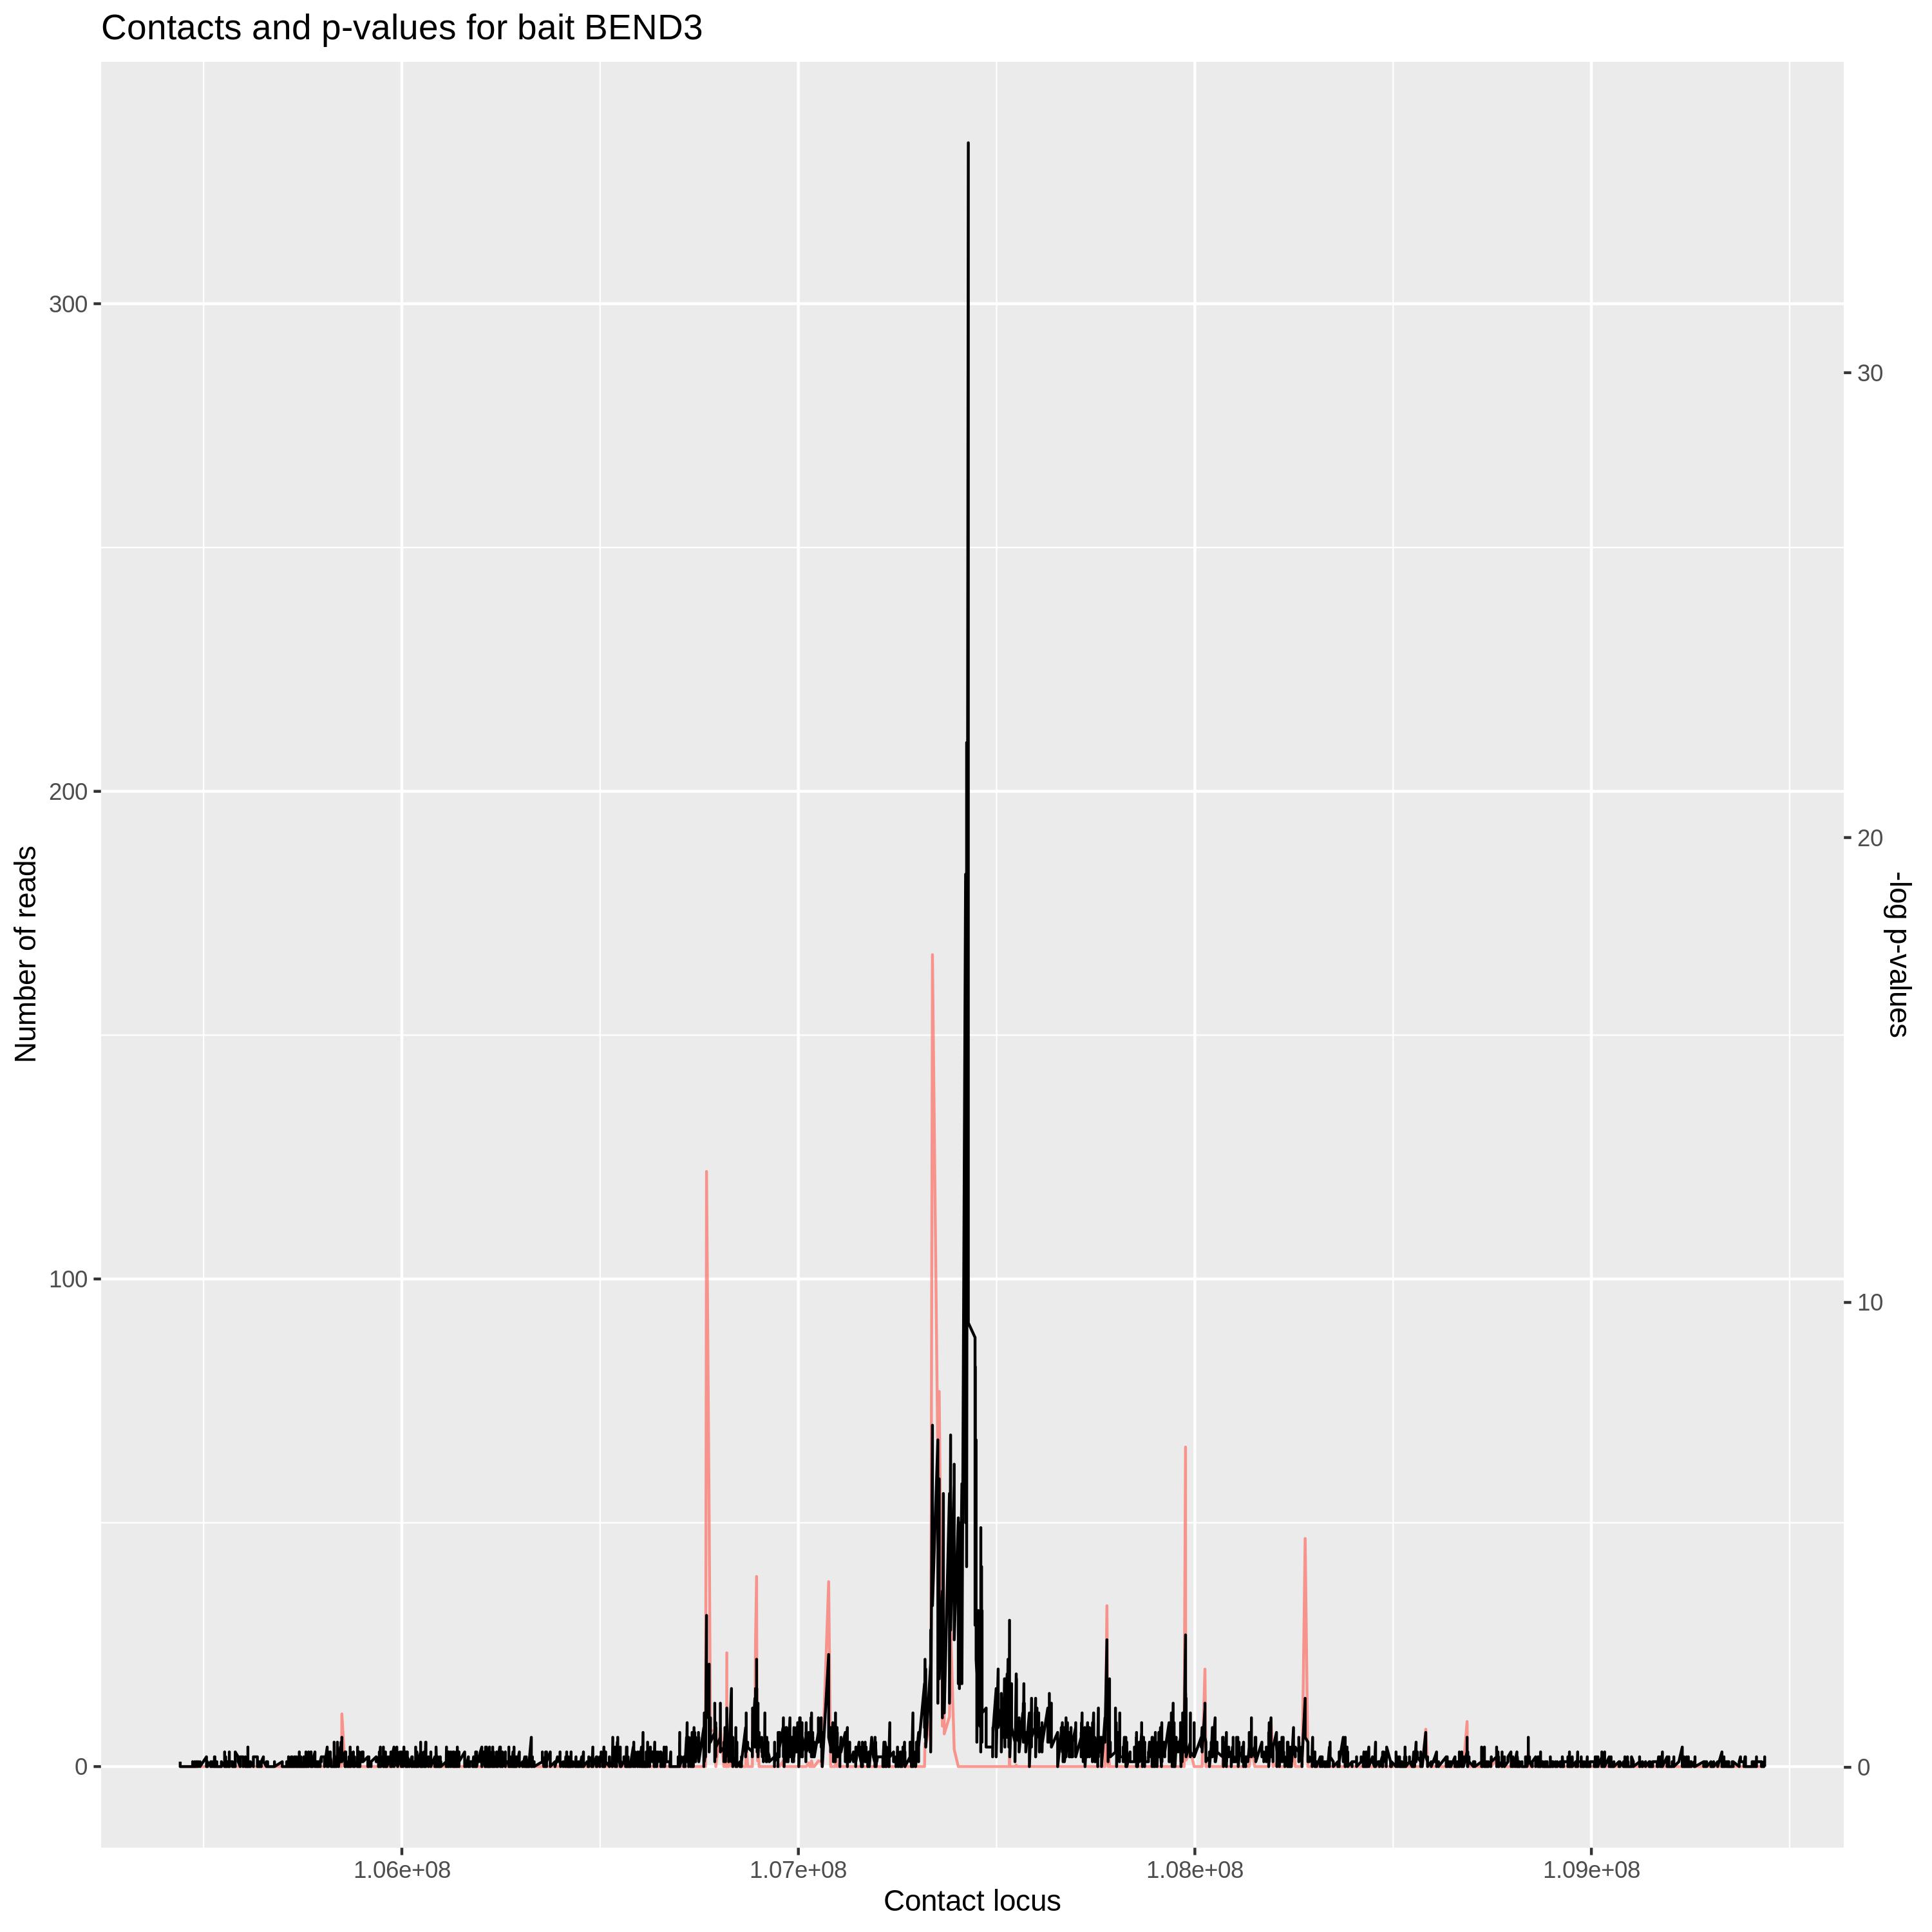 Contacts and p-values for bait BEND3
300
200
100
0
Number of reads
30
20
10
0
-log p-values
1.06e+08
1.07e+08
1.08e+08
1.09e+08
Contact locus